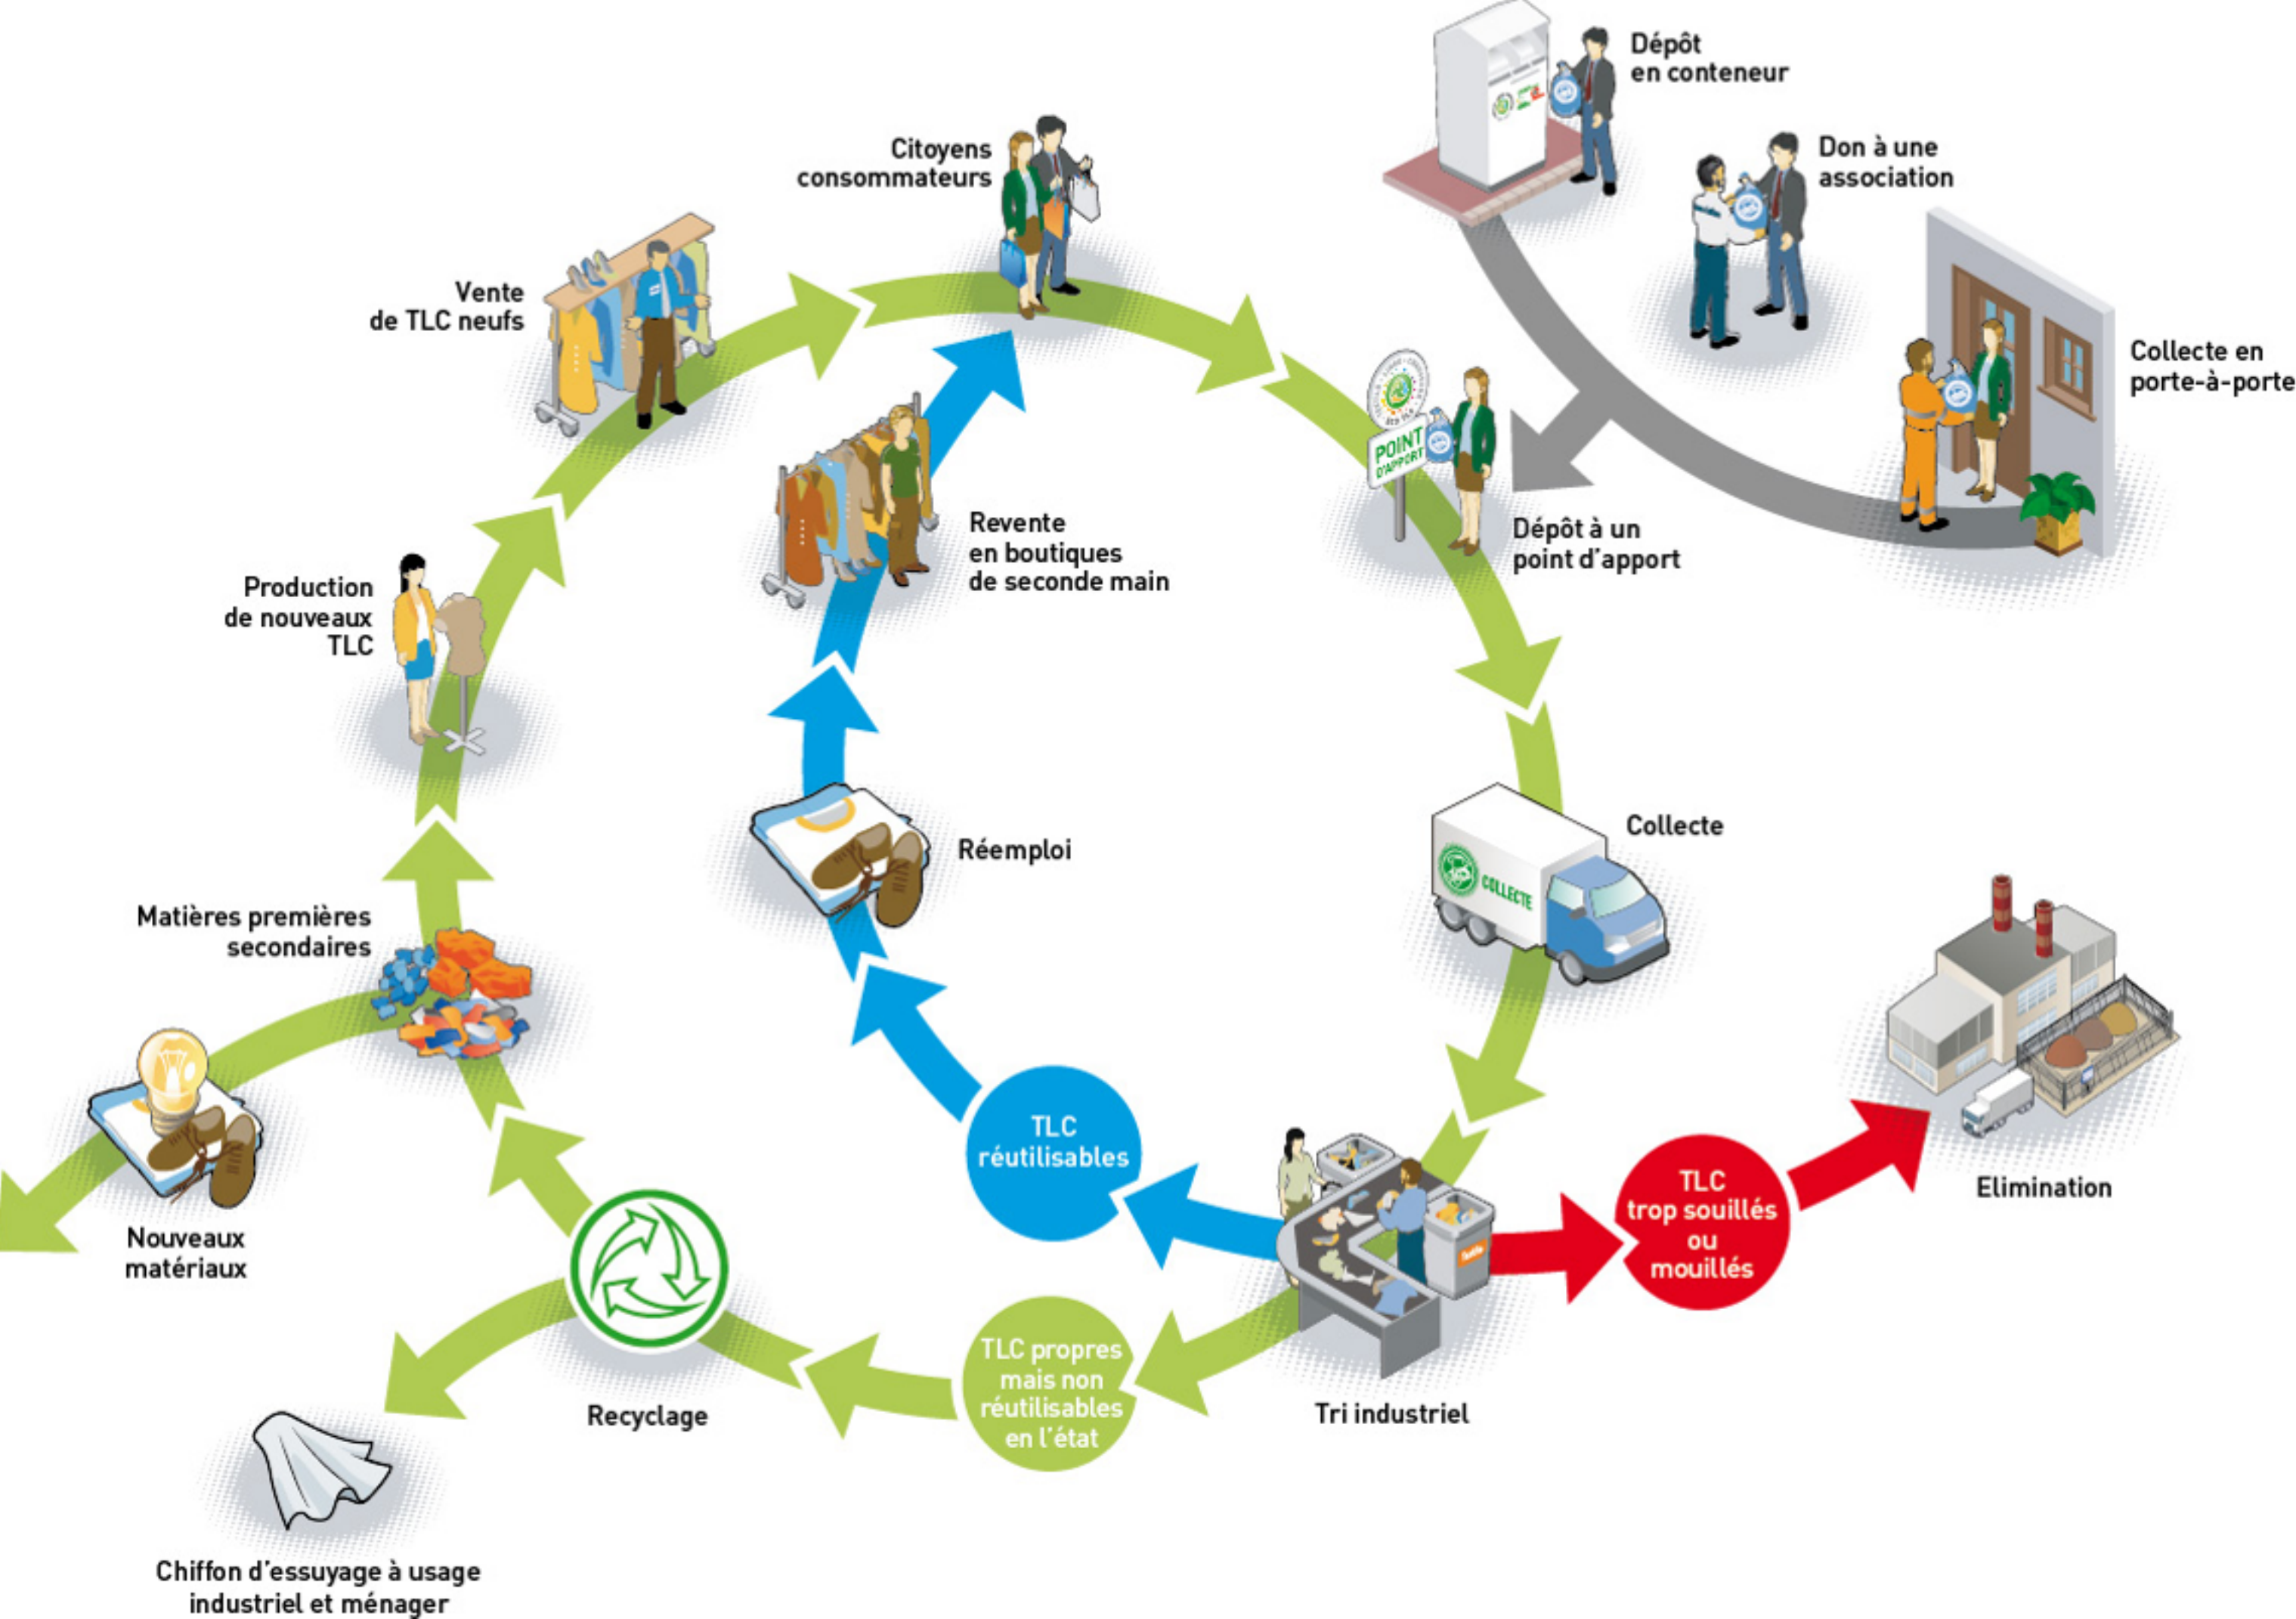 Dépôt
en conteneur
Citoyens
consommateurs
Don à une
association
Vente
de TLC neufs
Collecte en
porte-à-porte
POINT
D'APPORT
Revente
en boutiques
de seconde main
Dépôt à un
point d'apport
Production
de nouveaux
TLC
Réemploi
Collecte
COLLECTE
Matières premières
secondaires
TLC
réutilisables
TLC
trop souillés
ou
mouillés
Elimination
Nouveaux
matériaux
TLC propres
mais non
réutilisables
en l'état
Recyclage
Tri industriel
Chiffon d'essuyage à usage
industriel et ménager